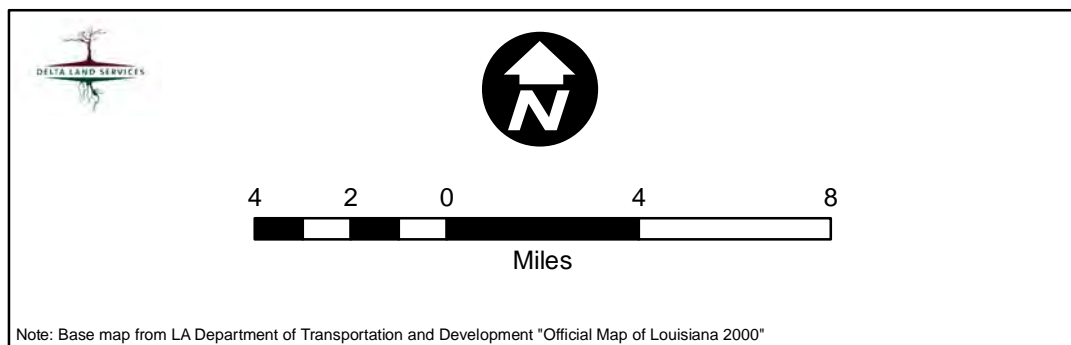 DELTA LAND SERVICES
N
4 2 0 4 8
Miles
Note: Base map from LA Department of Transportation and Development "Official Map of Louisiana 2000"